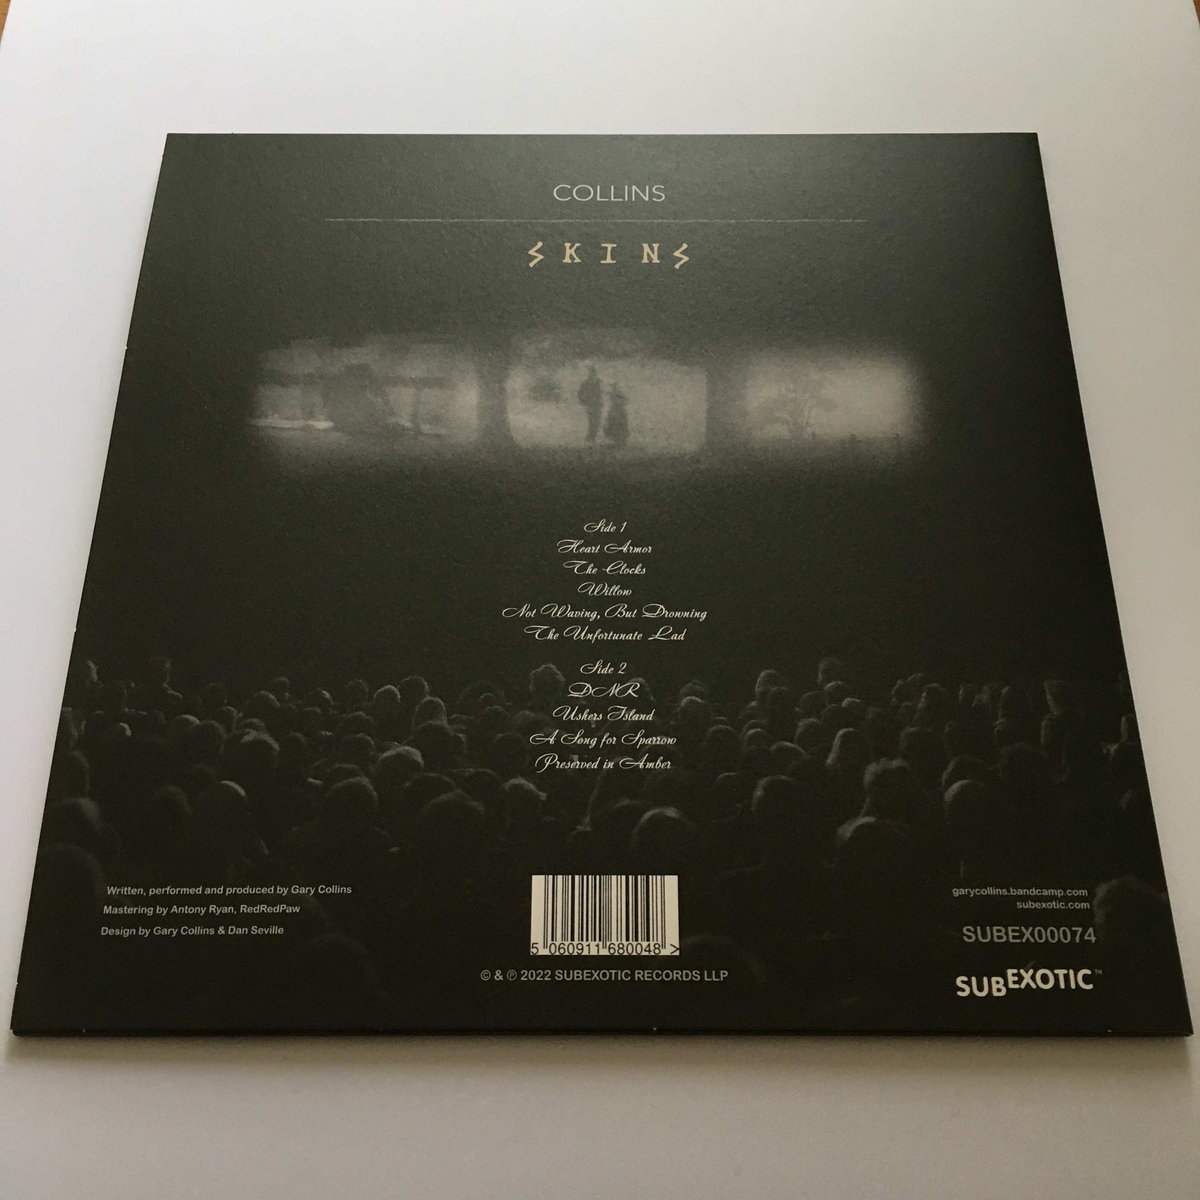 COLLINS
SKINS
Side 1
Heart Armor
The Clocks
Willow
Not Waving, But Drowning
The Unfortunate Lad
Side 2
DNR
Ushers Island
A Song for Sparrow
Preserved in Amber
Written, performed and produced by Gary Collins
Mastering by Antony Ryan, RedRedPaw
Design by Gary Collins & Dan Seville
5 060911 680048 >
© & ℗ 2022 SUBEXOTIC RECORDS LLP
garycollins.bandcamp.com
subexotic.com
SUBEX00074
SUBEXOTIC™